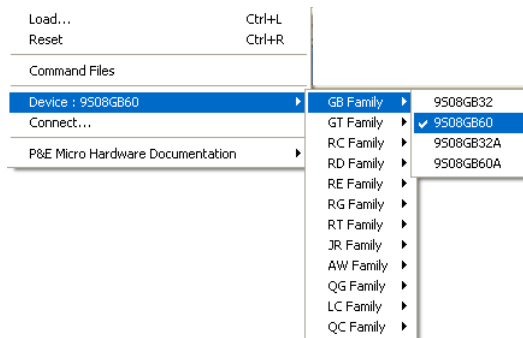 Load... Ctrl+L
Reset Ctrl+R
Command Files
Device : 9S08GB60
Connect...
P&E Micro Hardware Documentation
GB Family
GT Family
RC Family
RD Family
RE Family
RG Family
RT Family
JR Family
AW Family
QG Family
LC Family
QC Family
9S08GB32
9S08GB60
9S08GB32A
9S08GB60A